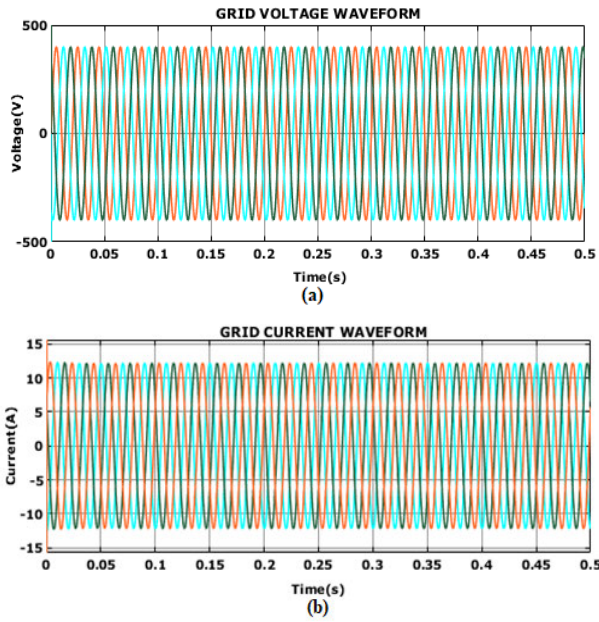 GRID VOLTAGE WAVEFORM
500
0
-500
Voltage(V)
0 0.05 0.1 0.15 0.2 0.25 0.3 0.35 0.4 0.45 0.5
Time(s)
(a)
GRID CURRENT WAVEFORM
15
10
5
0
-5
-10
-15
Current(A)
0 0.05 0.1 0.15 0.2 0.25 0.3 0.35 0.4 0.45 0.5
Time(s)
(b)